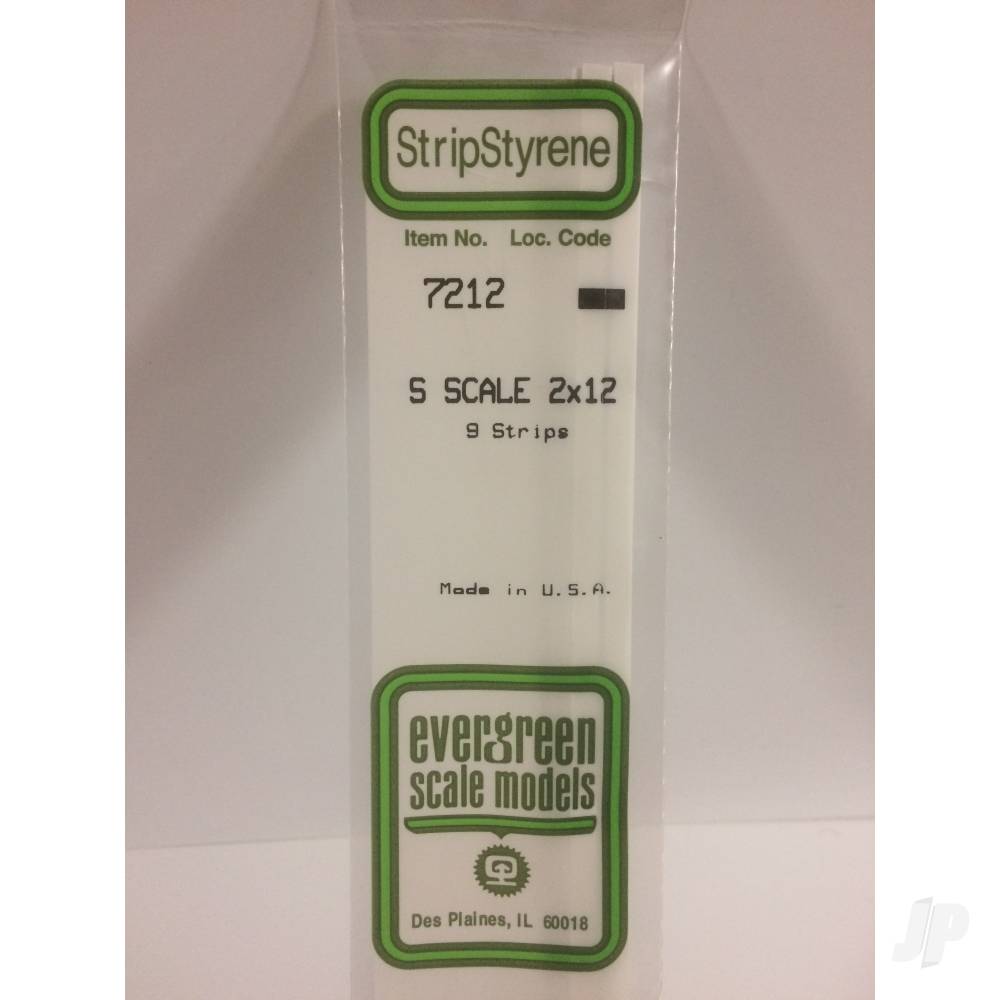 StripStyrene
Item No. Loc. Code
7212
S SCALE 2x12
9 Strips
Made in U.S.A.
evergreen
scale models
Des Plaines, IL 60018
JP